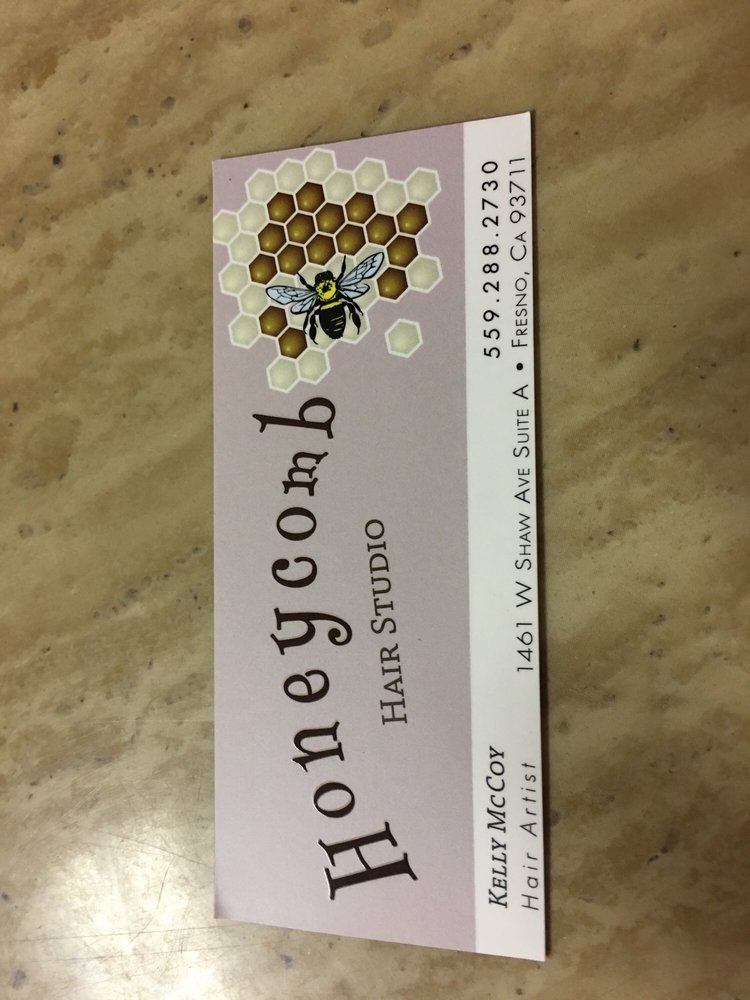 Honeycomb
HAIR STUDIO
KELLY MCCOY
Hair Artist
559.288.2730
1461 W SHAW AVE SUITE A • FRESNO, CA 93711